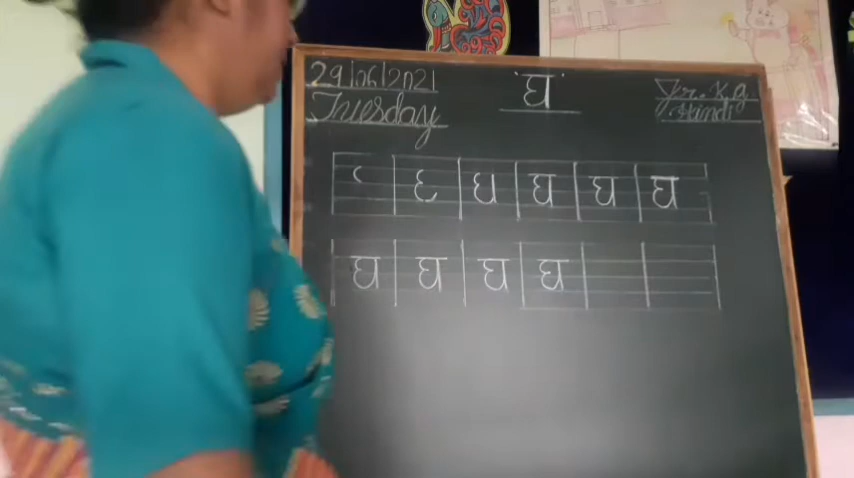 29/06/2021
Tuesday
घ
Jr. K.G
Hindi
घ घ घ घ
घ घ घ घ